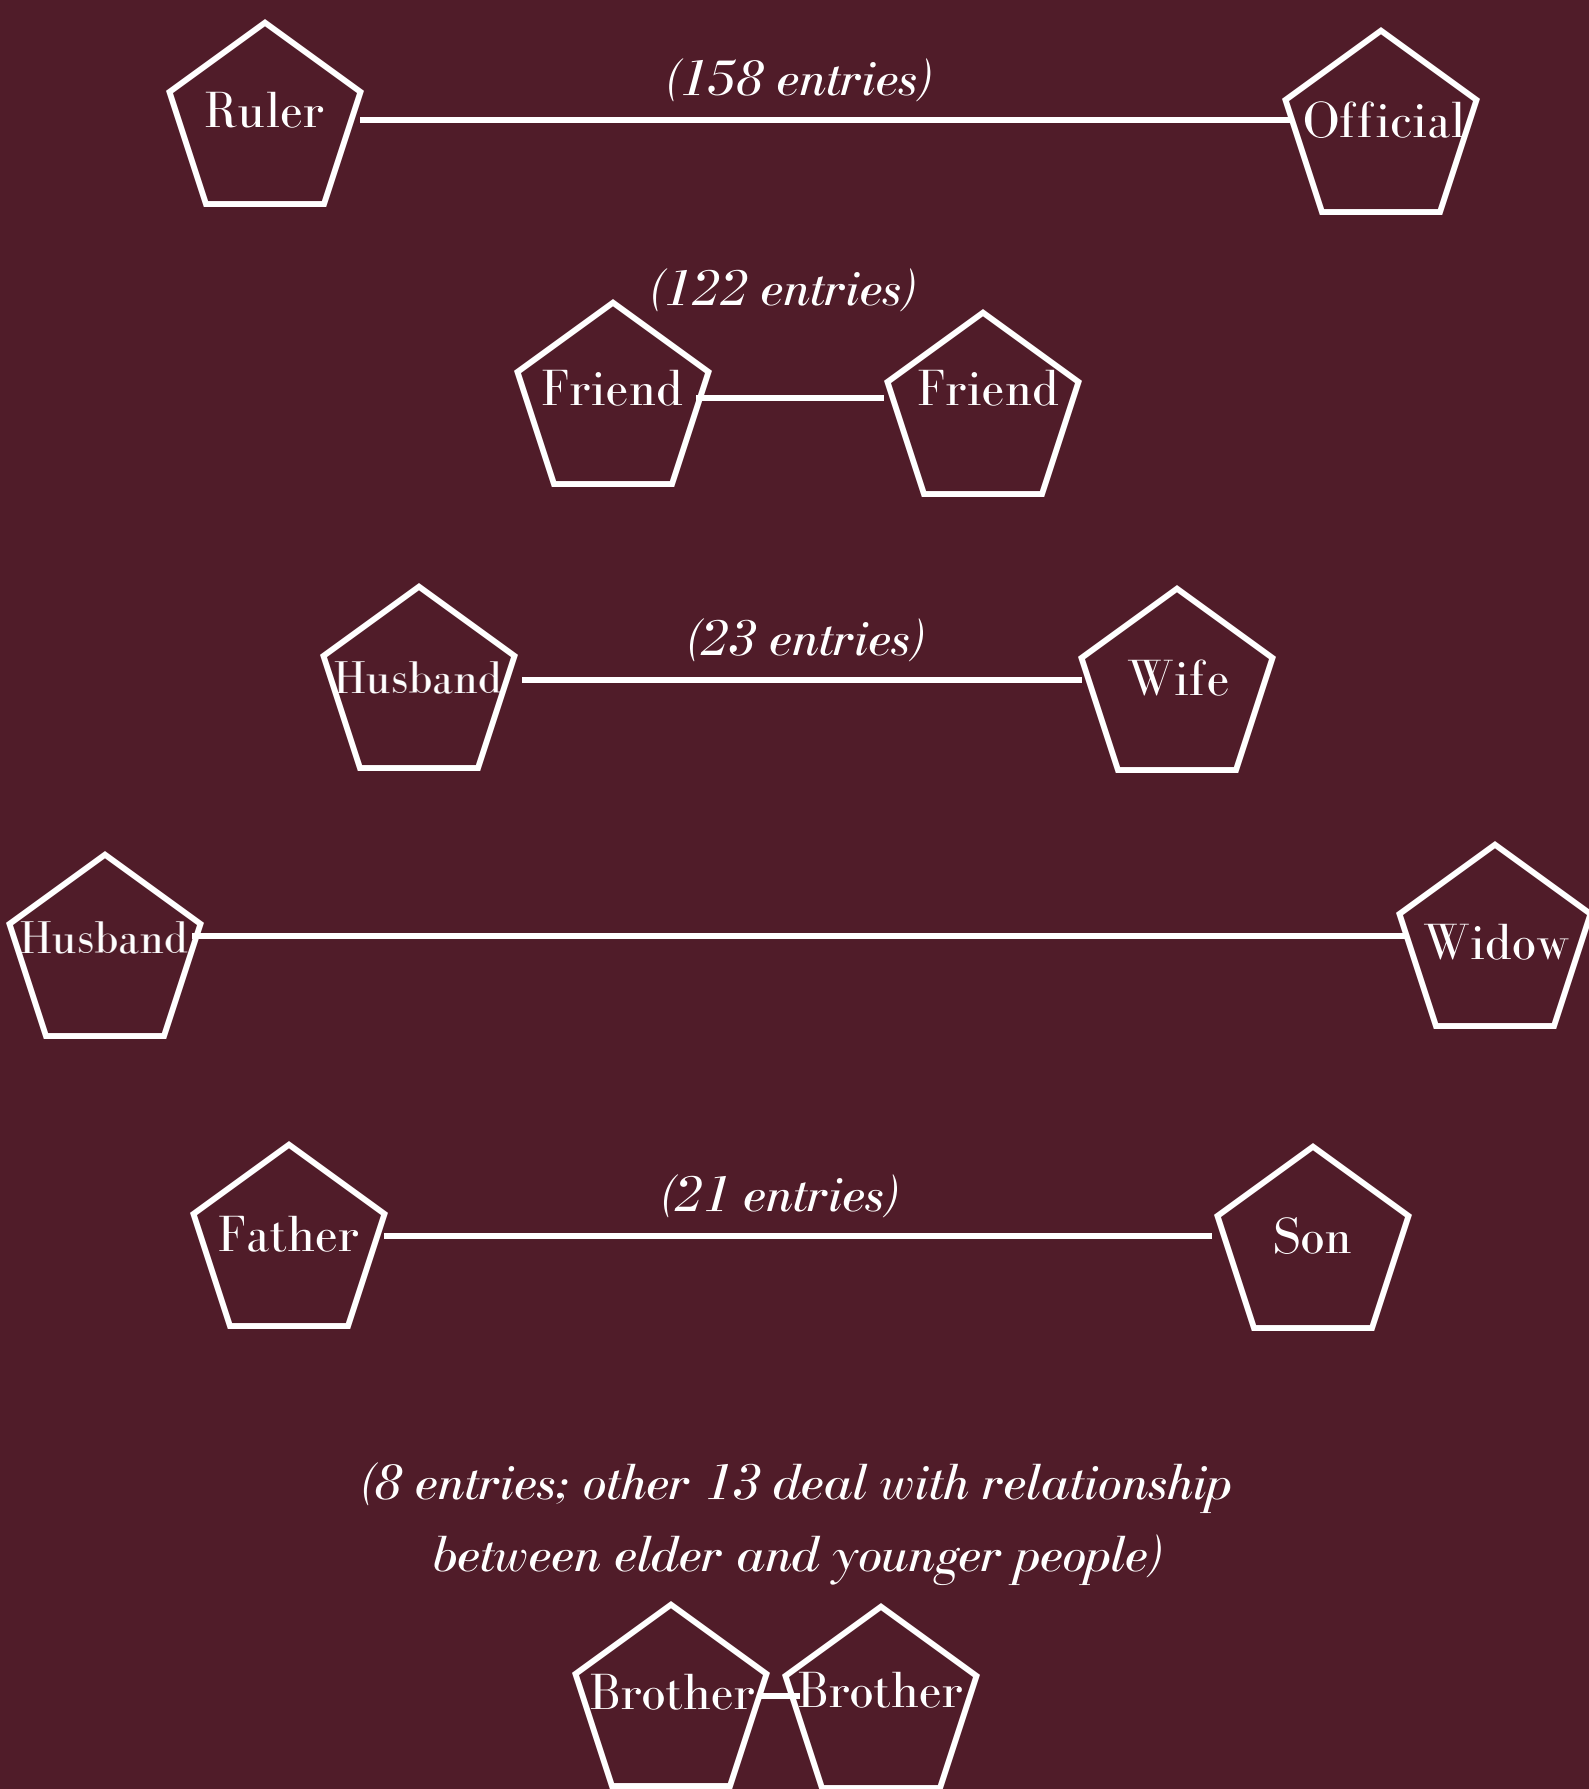 Ruler
(158 entries)
Official
(122 entries)
Friend
Friend
Husband
(23 entries)
Wife
Husband
Widow
Father
(21 entries)
Son
(8 entries; other 13 deal with relationship
between elder and younger people)
Brother
Brother